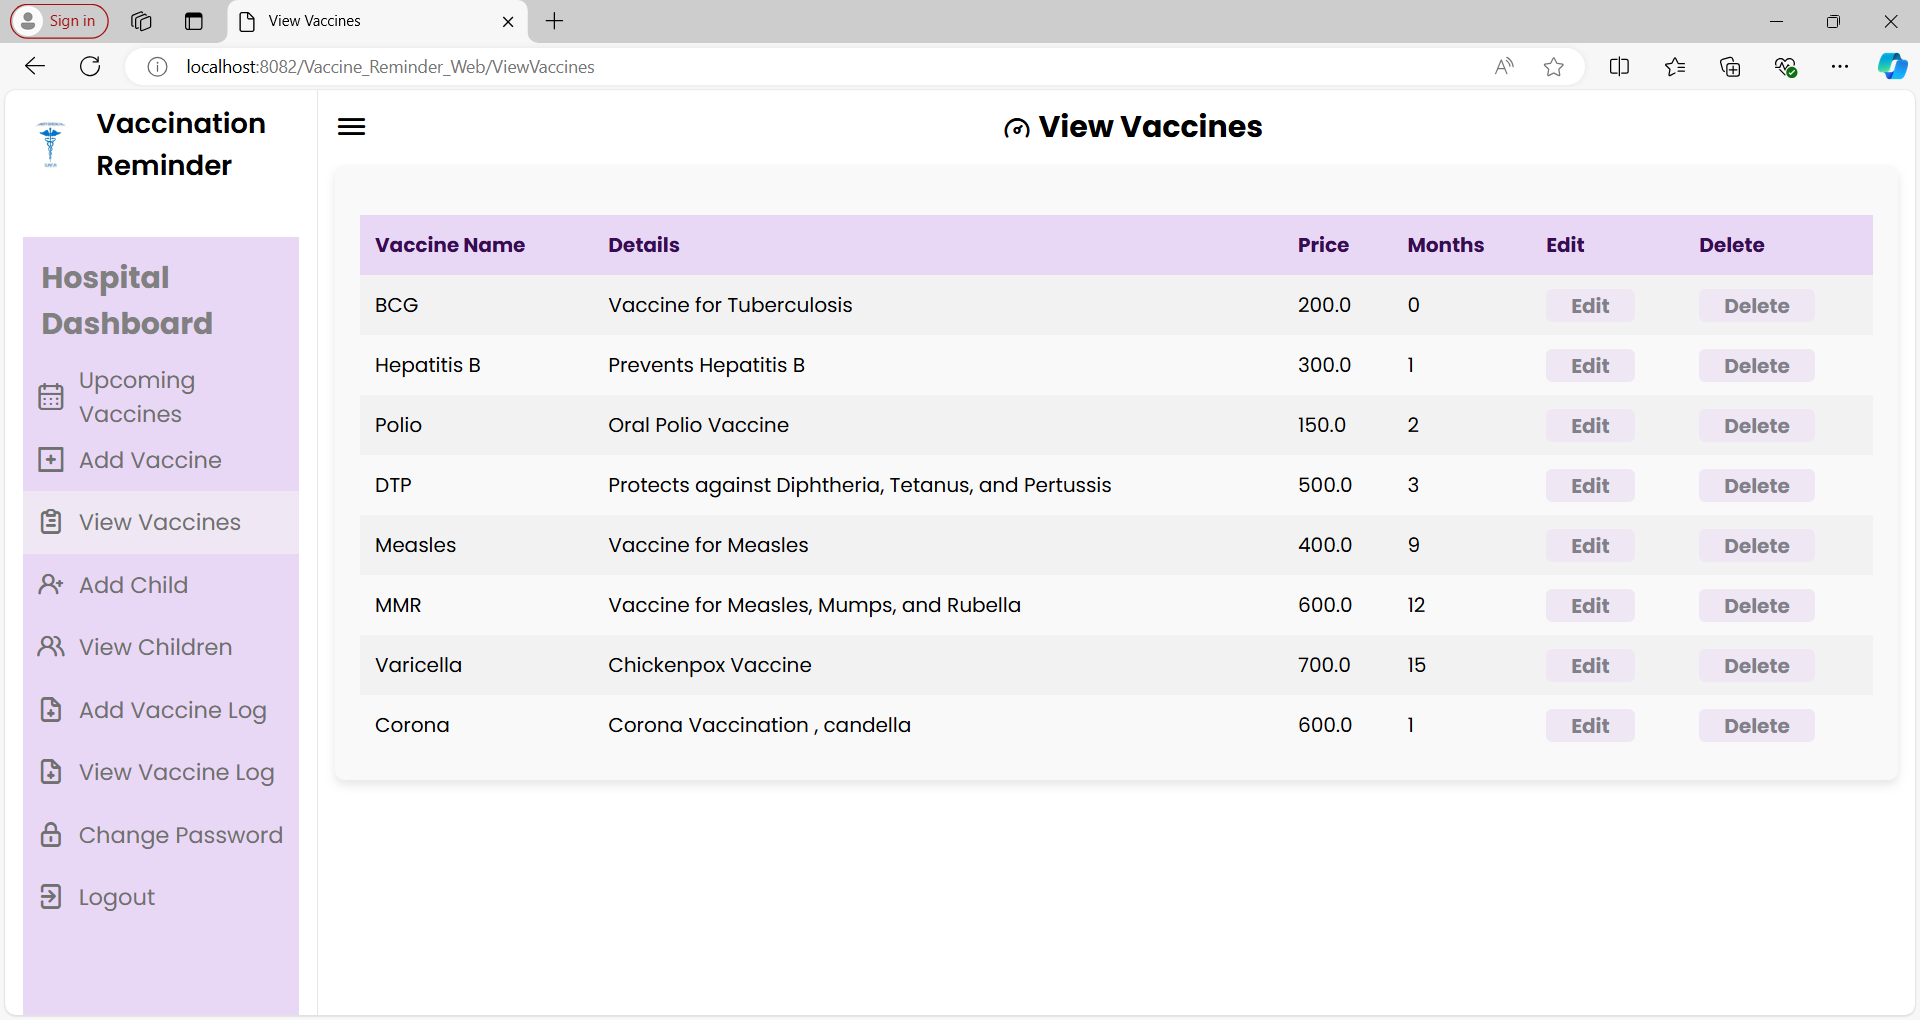 Sign in
View Vaccines
localhost:8082/Vaccine_Reminder_Web/ViewVaccines
Vaccination
Reminder
View Vaccines
Hospital
Dashboard
Upcoming
Vaccines
Add Vaccine
View Vaccines
Add Child
View Children
Add Vaccine Log
View Vaccine Log
Change Password
Logout
Vaccine Name Details Price Months Edit Delete
BCG Vaccine for Tuberculosis 200.0 0 Edit Delete
Hepatitis B Prevents Hepatitis B 300.0 1 Edit Delete
Polio Oral Polio Vaccine 150.0 2 Edit Delete
DTP Protects against Diphtheria, Tetanus, and Pertussis 500.0 3 Edit Delete
Measles Vaccine for Measles 400.0 9 Edit Delete
MMR Vaccine for Measles, Mumps, and Rubella 600.0 12 Edit Delete
Varicella Chickenpox Vaccine 700.0 15 Edit Delete
Corona Corona Vaccination , candella 600.0 1 Edit Delete